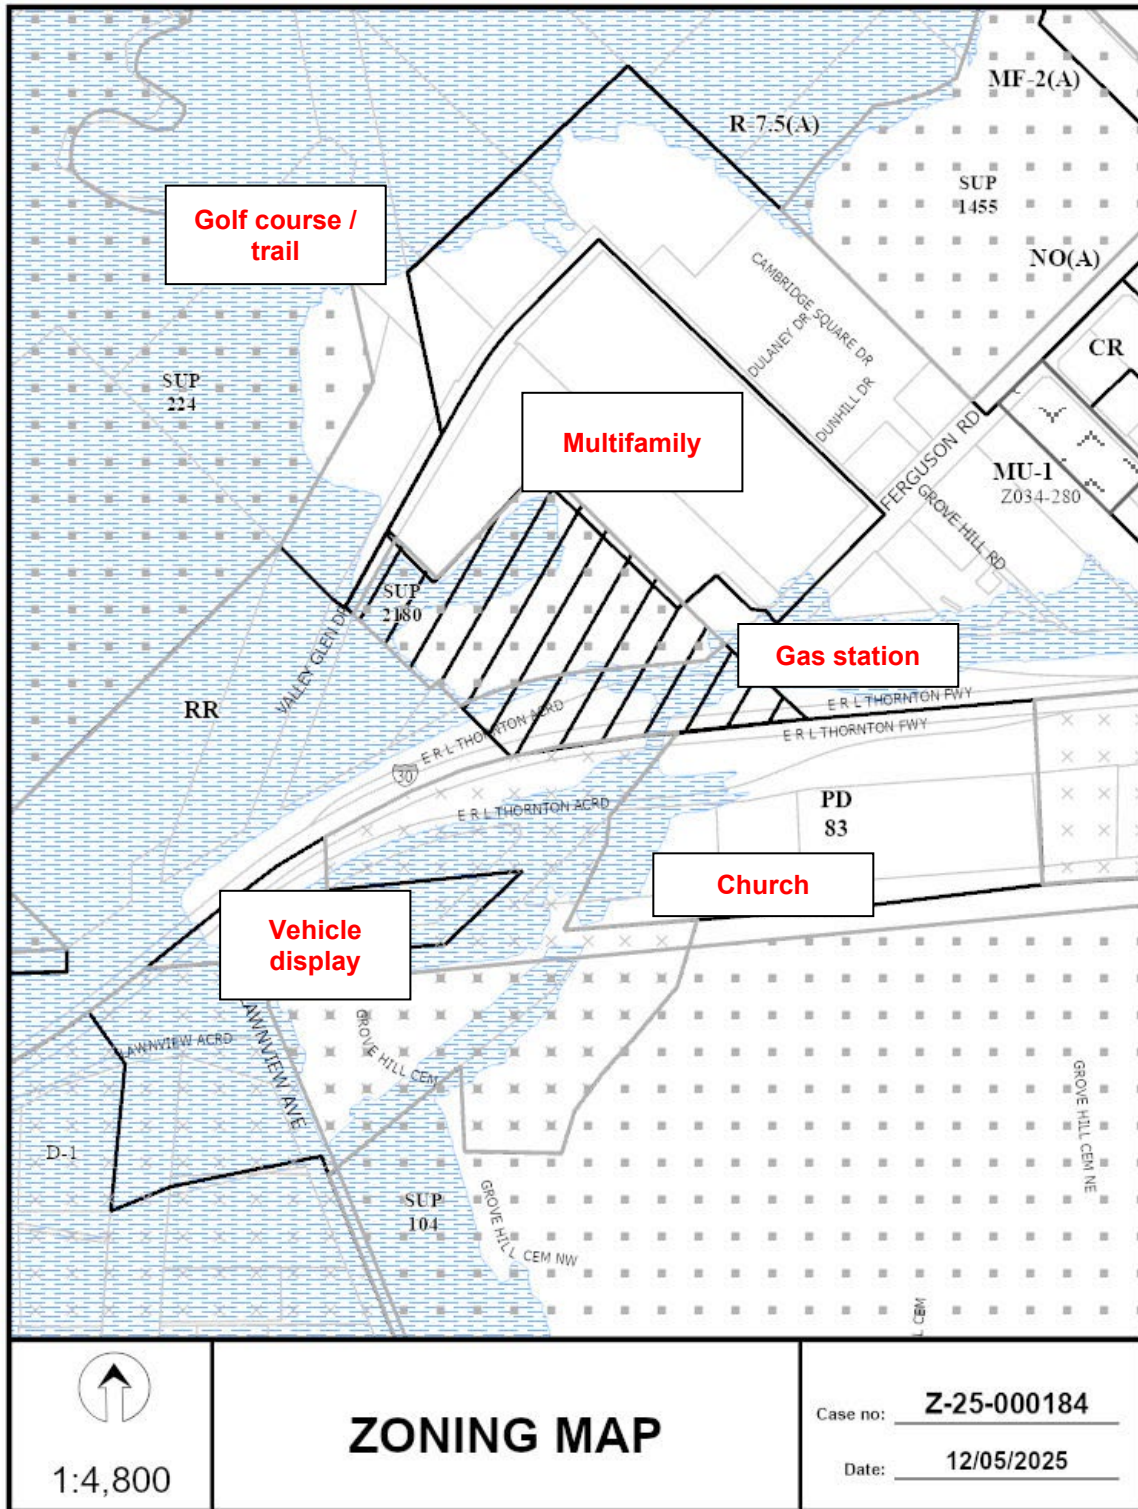 MF-2(A)
R-7.5(A)
SUP
1455
Golf course /
trail
NO(A)
CAMBRIDGE SQUARE DR
DULANEY DR
CR
SUP
224
DUNHILL DR
Multifamily
FERGUSON RD
MU-1
Z034-280
GROVE HILL RD
SUP
2180
VALLEY GLEN DR
Gas station
RR
E R L THORNTON FWY
E R L THORNTON ACRD
E R L THORNTON FWY
30
E R L THORNTON ACRD
PD
83
Church
Vehicle
display
LAWNVIEW AVE
LAWNVIEW ACRD
GROVE HILL CEM
GROVE HILL CEM NE
D-1
SUP
104
GROVE HILL CEM NW
CEM
1:4,800
ZONING MAP
Case no: Z-25-000184
Date: 12/05/2025